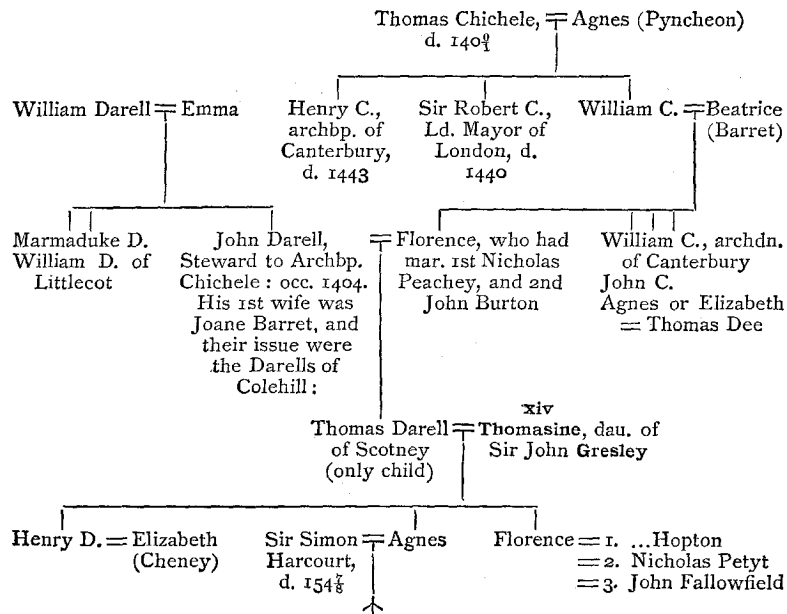 Thomas Chichele, = Agnes (Pyncheon)
d. 140⁰⁄₁
William Darell = Emma
Henry C.,
archbp. of
Canterbury,
d. 1443
Sir Robert C.,
Ld. Mayor of
London, d.
1440
William C. = Beatrice
(Barret)
Marmaduke D.
William D. of
Littlecot
John Darell,
Steward to Archbp.
Chichele : occ. 1404.
His 1st wife was
Joane Barret, and
their issue were
the Darells of
Colehill :
= Florence, who had
mar. 1st Nicholas
Peachey, and 2nd
John Burton
William C., archdn.
of Canterbury
John C.
Agnes or Elizabeth
= Thomas Dee
Thomas Darell
of Scotney
(only child)
xiv
= Thomasine, dau. of
Sir John Gresley
Henry D. = Elizabeth
(Cheney)
Sir Simon = Agnes
Harcourt,
d. 154⁷⁄₈
Florence = 1. ...Hopton
= 2. Nicholas Petyt
= 3. John Fallowfield